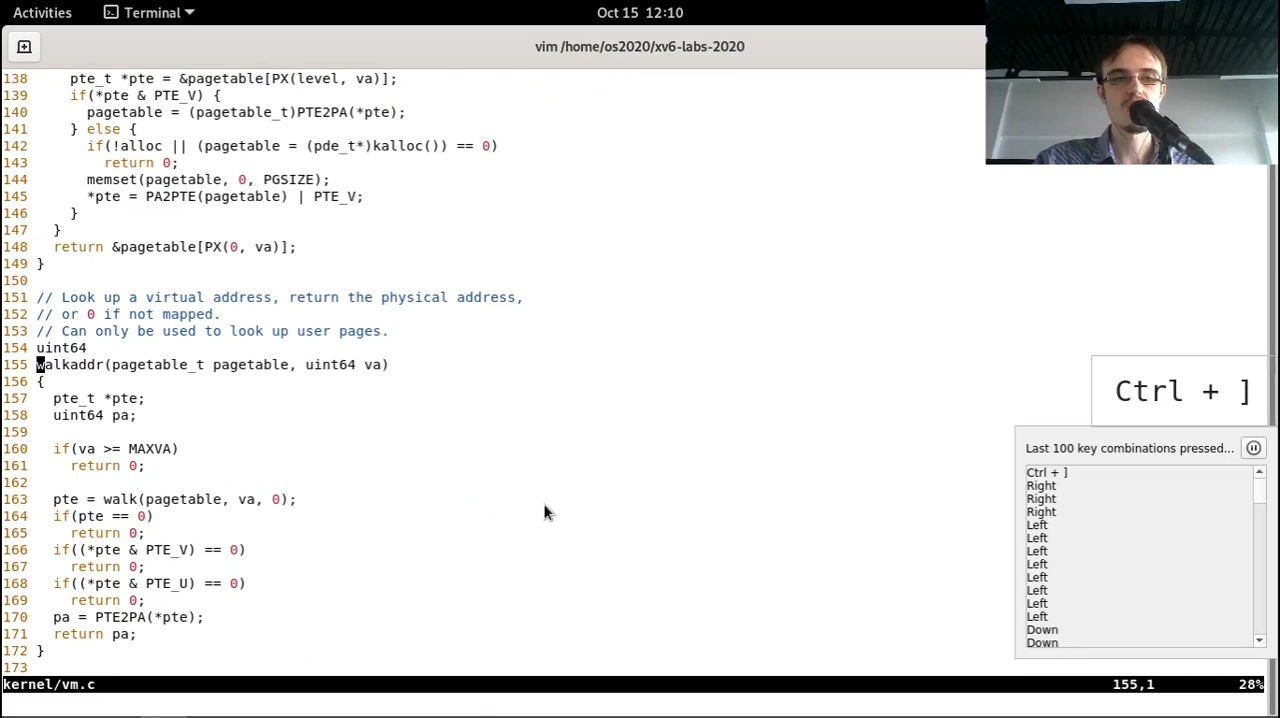 Activities Terminal Oct 15 12:10
vim /home/os2020/xv6-labs-2020
138     pte_t *pte = &pagetable[PX(level, va)];
139     if(*pte & PTE_V) {
140       pagetable = (pagetable_t)PTE2PA(*pte);
141     } else {
142       if(!alloc || (pagetable = (pde_t*)kalloc()) == 0)
143         return 0;
144       memset(pagetable, 0, PGSIZE);
145       *pte = PA2PTE(pagetable) | PTE_V;
146     }
147   }
148   return &pagetable[PX(0, va)];
149 }
150
151 // Look up a virtual address, return the physical address,
152 // or 0 if not mapped.
153 // Can only be used to look up user pages.
154 uint64
155 walkaddr(pagetable_t pagetable, uint64 va)
156 {
157   pte_t *pte;
158   uint64 pa;
159
160   if(va >= MAXVA)
161     return 0;
162
163   pte = walk(pagetable, va, 0);
164   if(pte == 0)
165     return 0;
166   if((*pte & PTE_V) == 0)
167     return 0;
168   if((*pte & PTE_U) == 0)
169     return 0;
170   pa = PTE2PA(*pte);
171   return pa;
172 }
173
kernel/vm.c 155,1 28%
Ctrl + ]
Last 100 key combinations pressed...
Ctrl + ]
Right
Right
Right
Left
Left
Left
Left
Left
Left
Left
Left
Down
Down